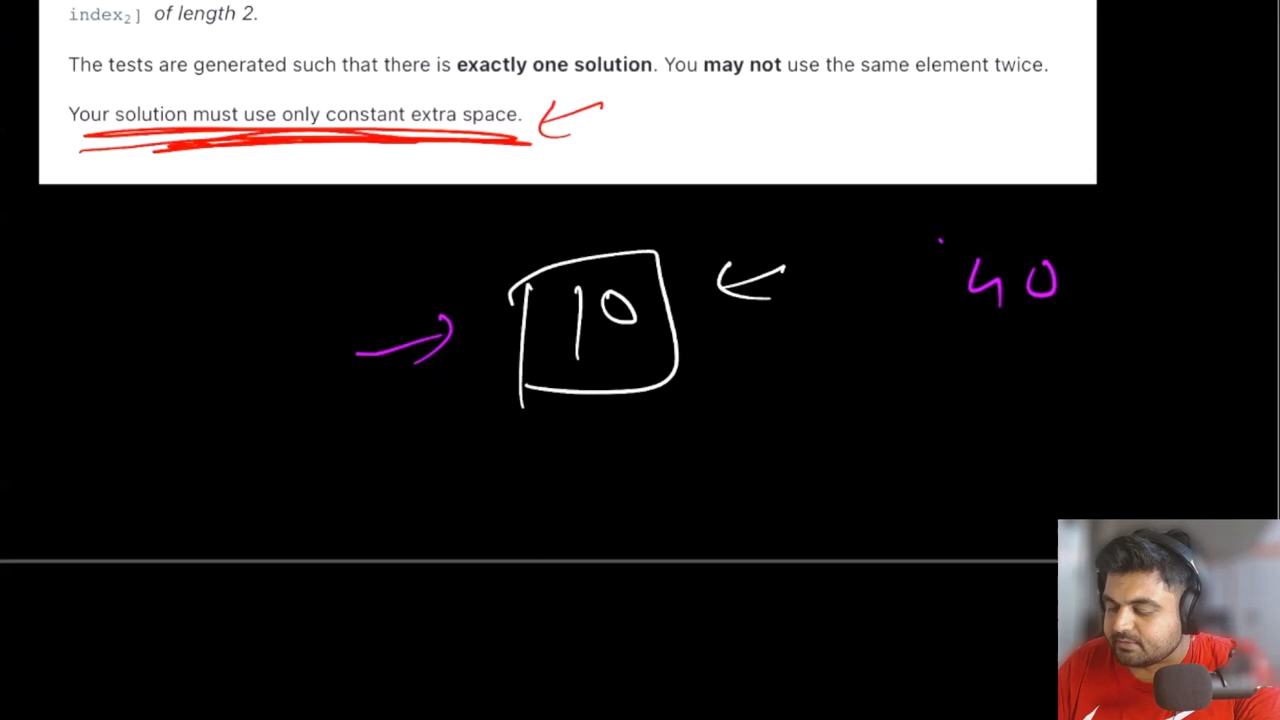 index₂] of length 2.
The tests are generated such that there is exactly one solution. You may not use the same element twice.
Your solution must use only constant extra space.
10
40